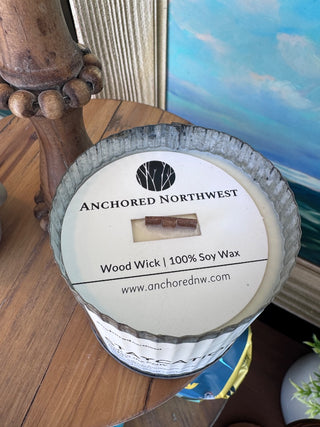 ANCHORED NORTHWEST
Wood Wick | 100% Soy Wax
www.anchorednw.com